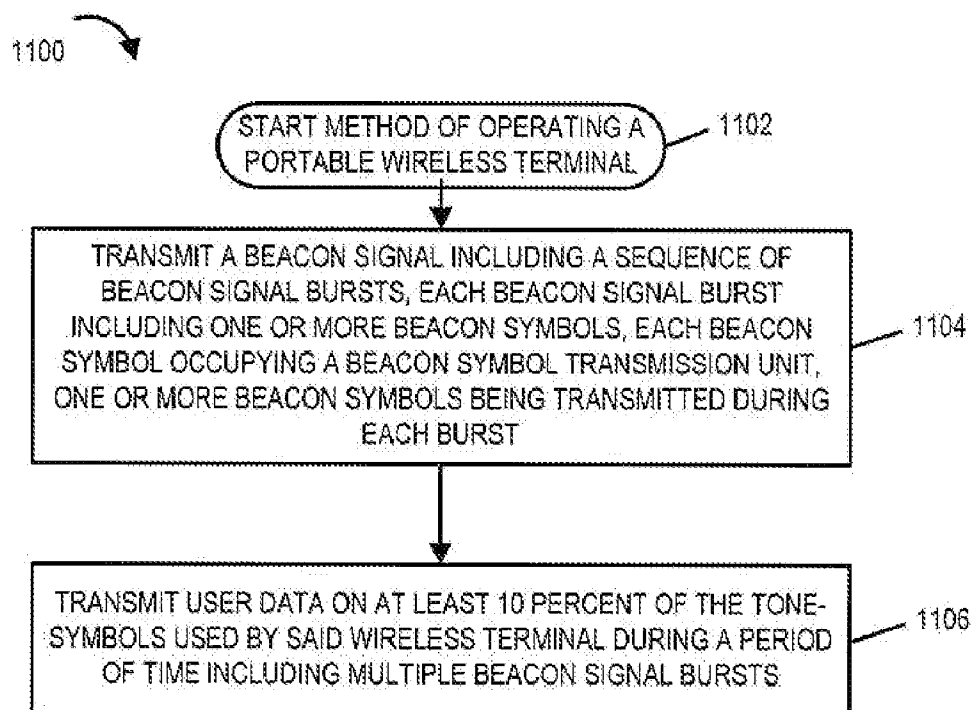 1100
START METHOD OF OPERATING A
PORTABLE WIRELESS TERMINAL
1102
TRANSMIT A BEACON SIGNAL INCLUDING A SEQUENCE OF
BEACON SIGNAL BURSTS, EACH BEACON SIGNAL BURST
INCLUDING ONE OR MORE BEACON SYMBOLS, EACH BEACON
SYMBOL OCCUPYING A BEACON SYMBOL TRANSMISSION UNIT,
ONE OR MORE BEACON SYMBOLS BEING TRANSMITTED DURING
EACH BURST
1104
TRANSMIT USER DATA ON AT LEAST 10 PERCENT OF THE TONE-
SYMBOLS USED BY SAID WIRELESS TERMINAL DURING A PERIOD
OF TIME INCLUDING MULTIPLE BEACON SIGNAL BURSTS
1106